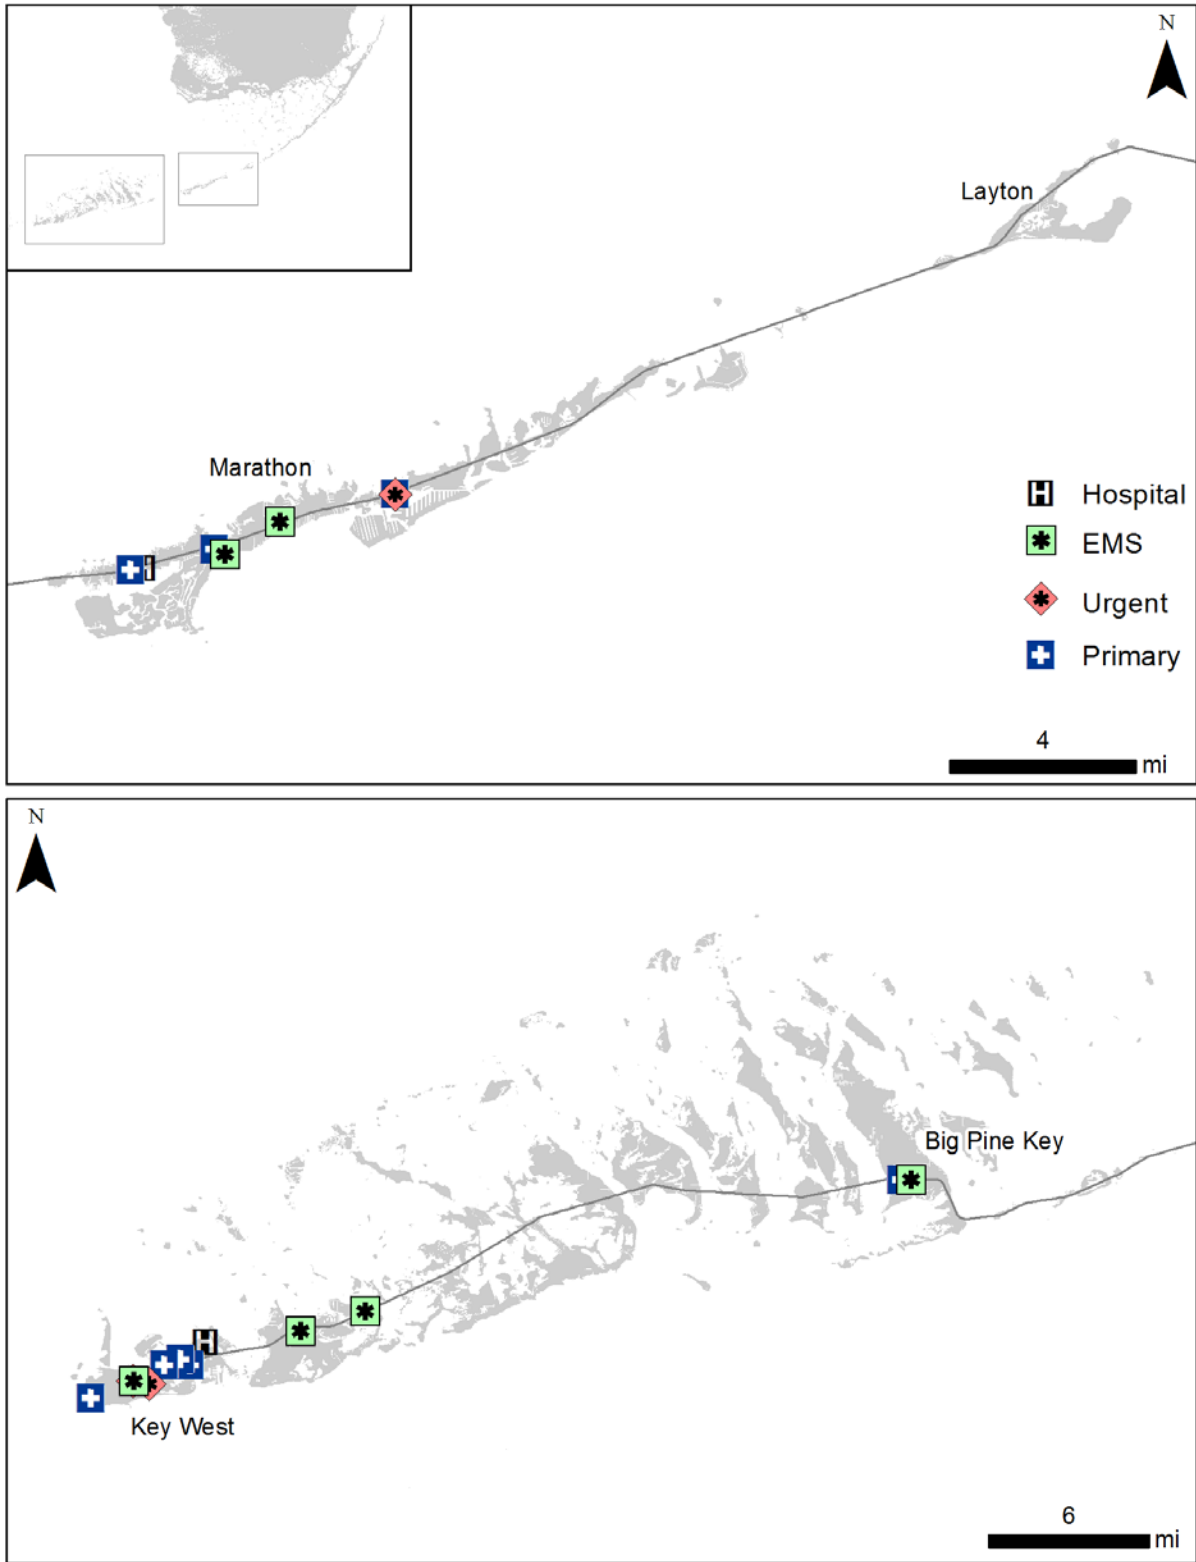 N
Layton
Marathon
H Hospital
EMS
Urgent
Primary
4
mi
N
Big Pine Key
H
Key West
6
mi